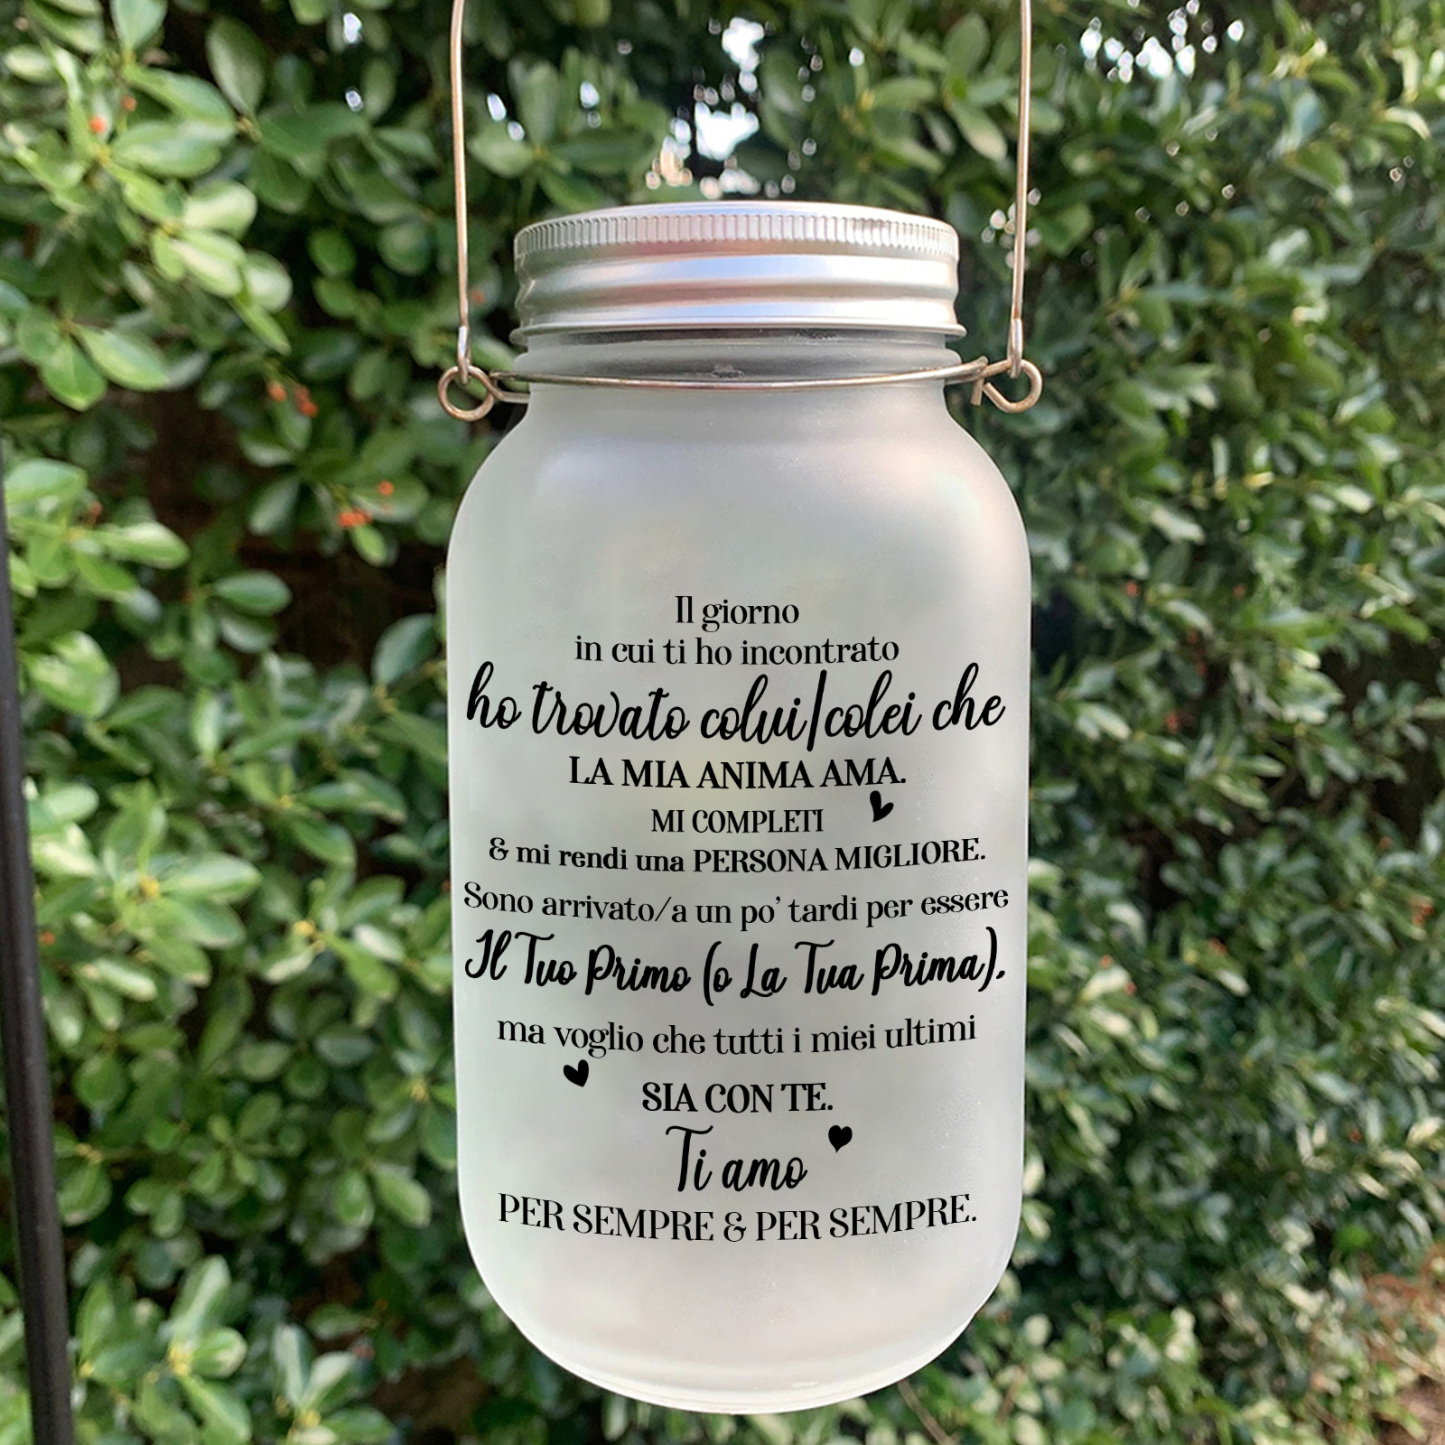 Il giorno
in cui ti ho incontrato
ho trovato colui/colei che
LA MIA ANIMA AMA.
MI COMPLETI
& mi rendi una PERSONA MIGLIORE.
Sono arrivato/a un po' tardi per essere
Il Tuo Primo (o La Tua Prima),
ma voglio che tutti i miei ultimi
SIA CON TE.
Ti amo
PER SEMPRE & PER SEMPRE.